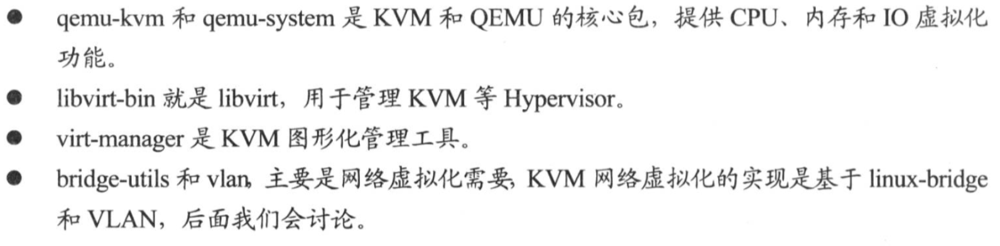 ● qemu-kvm 和 qemu-system 是 KVM 和 QEMU 的核心包，提供 CPU、内存和 IO 虚拟化
功能。
● libvirt-bin 就是 libvirt，用于管理 KVM 等 Hypervisor。
● virt-manager 是 KVM 图形化管理工具。
● bridge-utils 和 vlan，主要是网络虚拟化需要，KVM 网络虚拟化的实现是基于 linux-bridge
和 VLAN，后面我们会讨论。